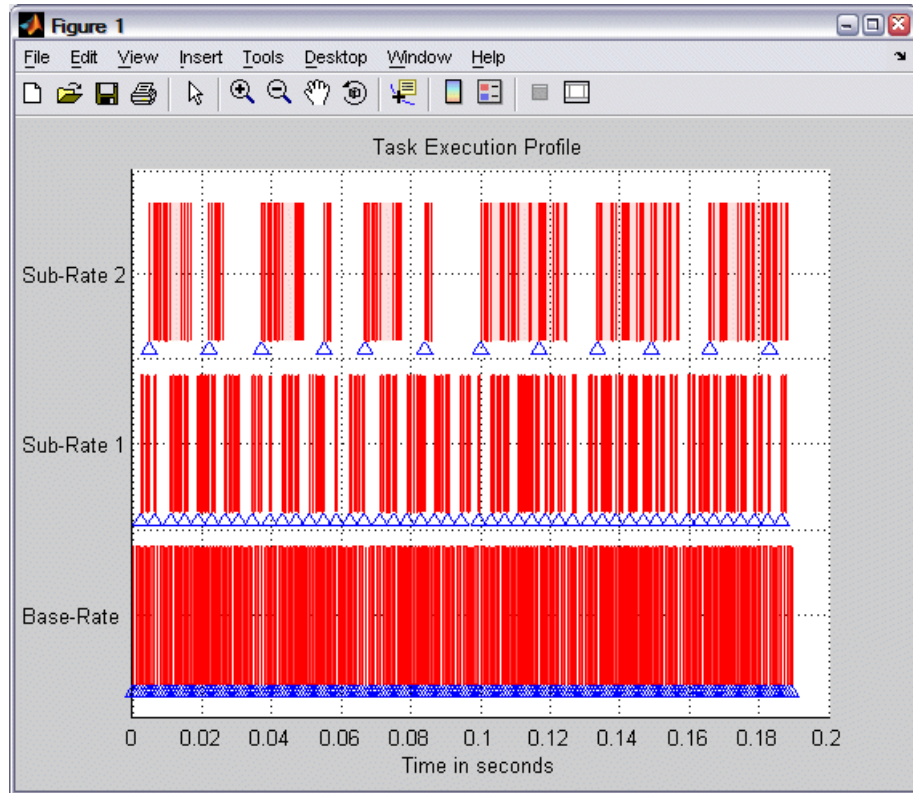 Figure 1
File Edit View Insert Tools Desktop Window Help
Task Execution Profile
Sub-Rate 2
Sub-Rate 1
Base-Rate
0 0.02 0.04 0.06 0.08 0.1 0.12 0.14 0.16 0.18 0.2
Time in seconds